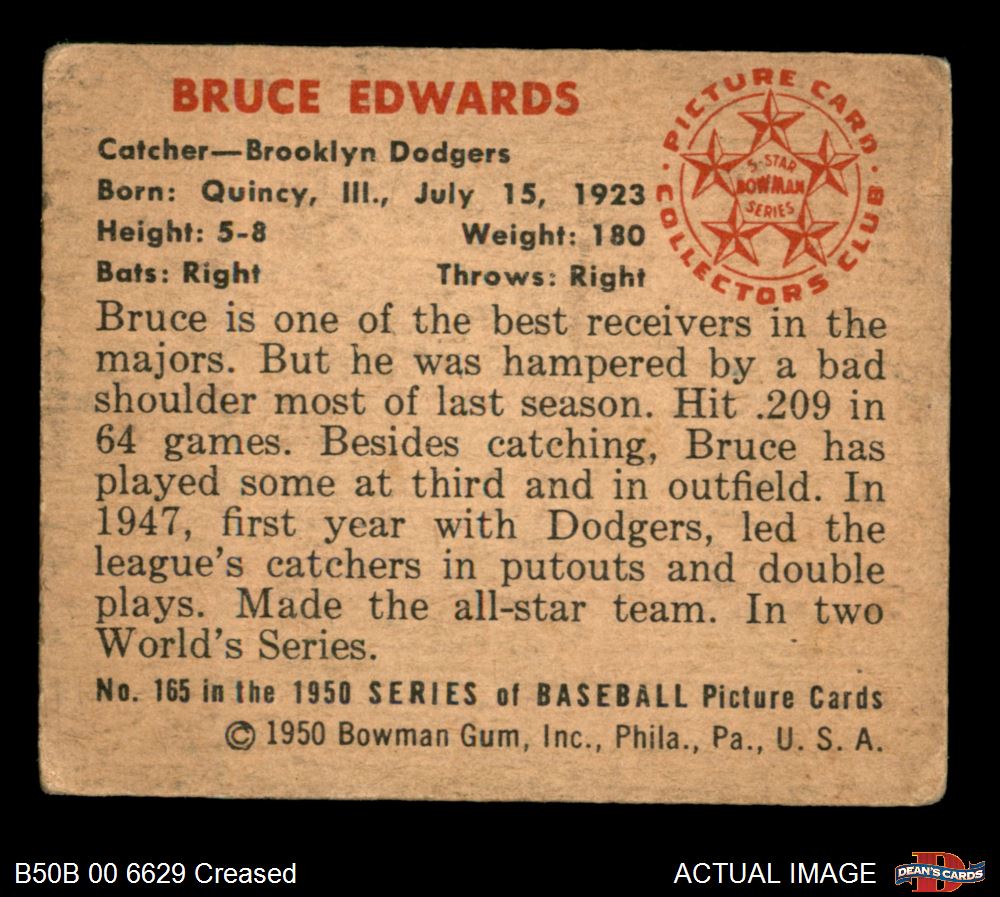 BRUCE EDWARDS
Catcher—Brooklyn Dodgers
Born: Quincy, Ill., July 15, 1923
Height: 5-8 Weight: 180
Bats: Right Throws: Right
PICTURE CARD
COLLECTORS CLUB
5-STAR
BOWMAN
SERIES
Bruce is one of the best receivers in the
majors. But he was hampered by a bad
shoulder most of last season. Hit .209 in
64 games. Besides catching, Bruce has
played some at third and in outfield. In
1947, first year with Dodgers, led the
league's catchers in putouts and double
plays. Made the all-star team. In two
World's Series.
No. 165 in the 1950 SERIES of BASEBALL Picture Cards
© 1950 Bowman Gum, Inc., Phila., Pa., U. S. A.
B50B 00 6629 Creased
ACTUAL IMAGE
D
DEAN'S CARDS